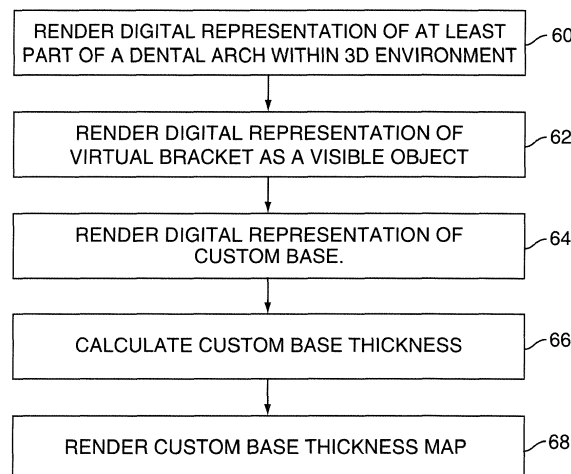 RENDER DIGITAL REPRESENTATION OF AT LEAST
PART OF A DENTAL ARCH WITHIN 3D ENVIRONMENT
60
RENDER DIGITAL REPRESENTATION OF
VIRTUAL BRACKET AS A VISIBLE OBJECT
62
RENDER DIGITAL REPRESENTATION OF
CUSTOM BASE.
64
CALCULATE CUSTOM BASE THICKNESS
66
RENDER CUSTOM BASE THICKNESS MAP
68